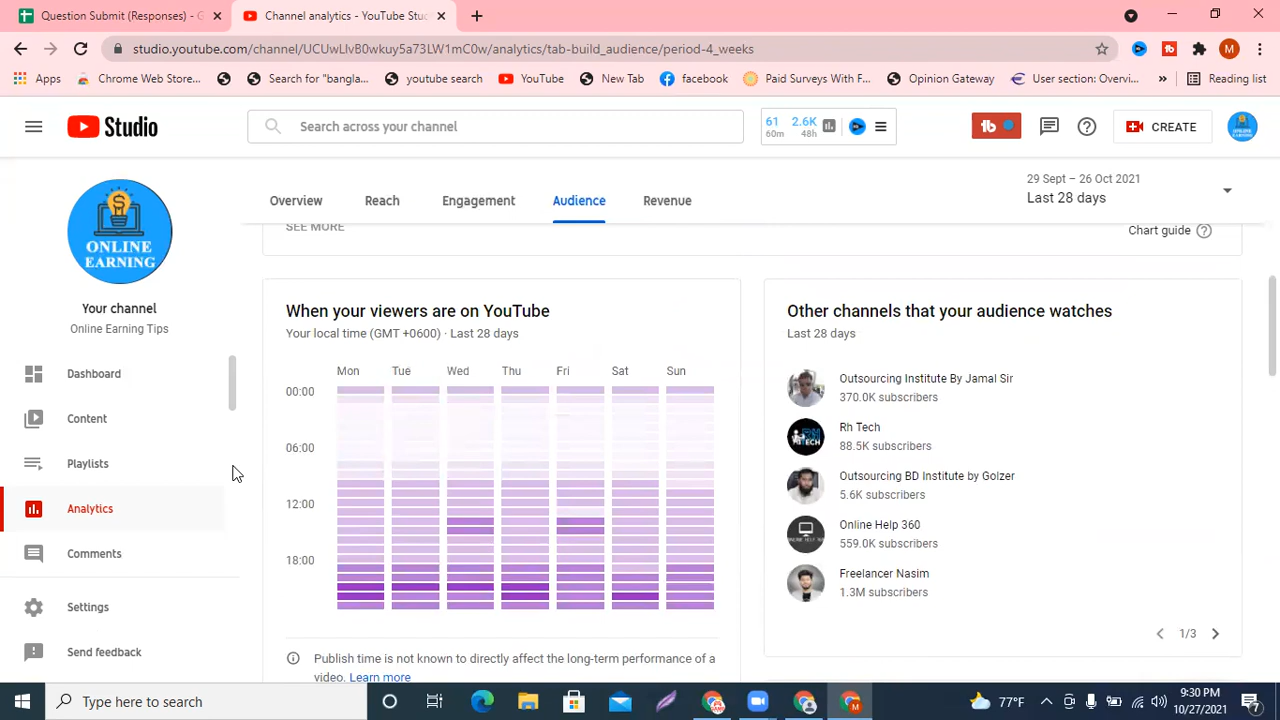 Question Submit (Responses) - G
Channel analytics - YouTube Stud
studio.youtube.com/channel/UCUwLlvB0wkuy5a73LW1mC0w/analytics/tab-build_audience/period-4_weeks
M
Apps
Chrome Web Store...
Search for "bangla...
youtube.search
YouTube
New Tab
facebook
Paid Surveys With F...
Opinion Gateway
User section: Overvi...
»
Reading list
Studio
Search across your channel
61
60m
2.6K
48h
tb
CREATE
ONLINE
EARNING
Your channel
Online Earning Tips
Dashboard
Content
Playlists
Analytics
Comments
Settings
Send feedback
Overview
Reach
Engagement
Audience
Revenue
29 Sept – 26 Oct 2021
Last 28 days
SEE MORE
Chart guide
When your viewers are on YouTube
Your local time (GMT +0600) · Last 28 days
Mon Tue Wed Thu Fri Sat Sun
00:00
06:00
12:00
18:00
Publish time is not known to directly affect the long-term performance of a
video. Learn more
Other channels that your audience watches
Last 28 days
Outsourcing Institute By Jamal Sir
370.0K subscribers
Rh Tech
88.5K subscribers
Outsourcing BD Institute by Golzer
5.6K subscribers
Online Help 360
559.0K subscribers
Freelancer Nasim
1.3M subscribers
1/3
Type here to search
77°F
9:30 PM
10/27/2021
7